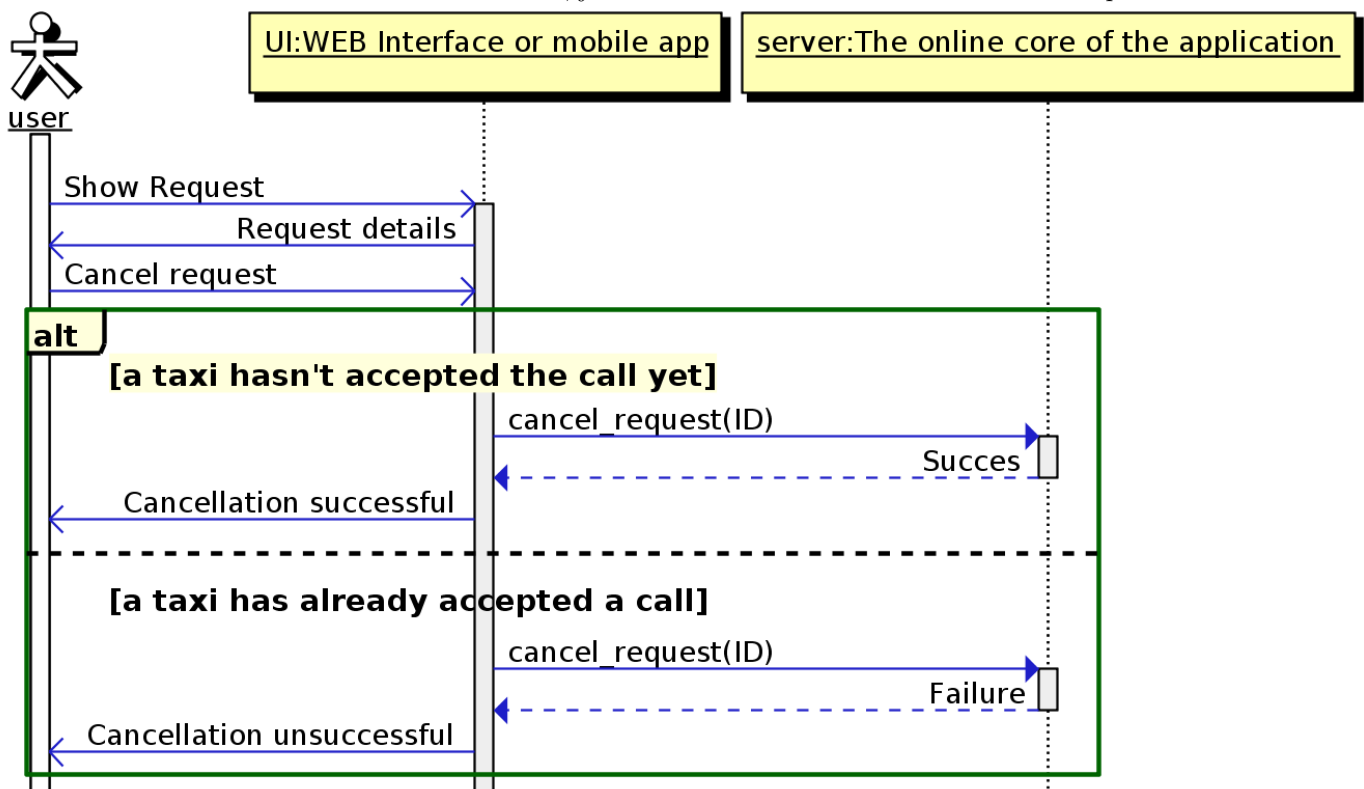 UI:WEB Interface or mobile app
server:The online core of the application
user
Show Request
Request details
Cancel request
alt
[a taxi hasn't accepted the call yet]
cancel_request(ID)
Succes
Cancellation successful
[a taxi has already accepted a call]
cancel_request(ID)
Failure
Cancellation unsuccessful